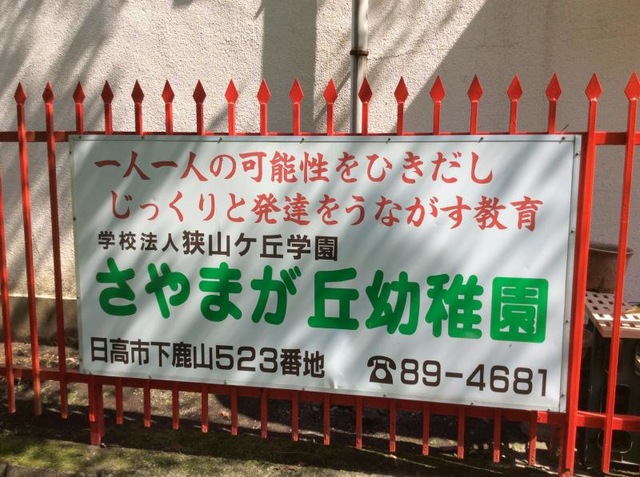 一人一人の可能性をひきだし
じっくりと発達をうながす教育
学校法人狭山ケ丘学園
さやまが丘幼稚園
日高市下鹿山523番地 ☎89-4681